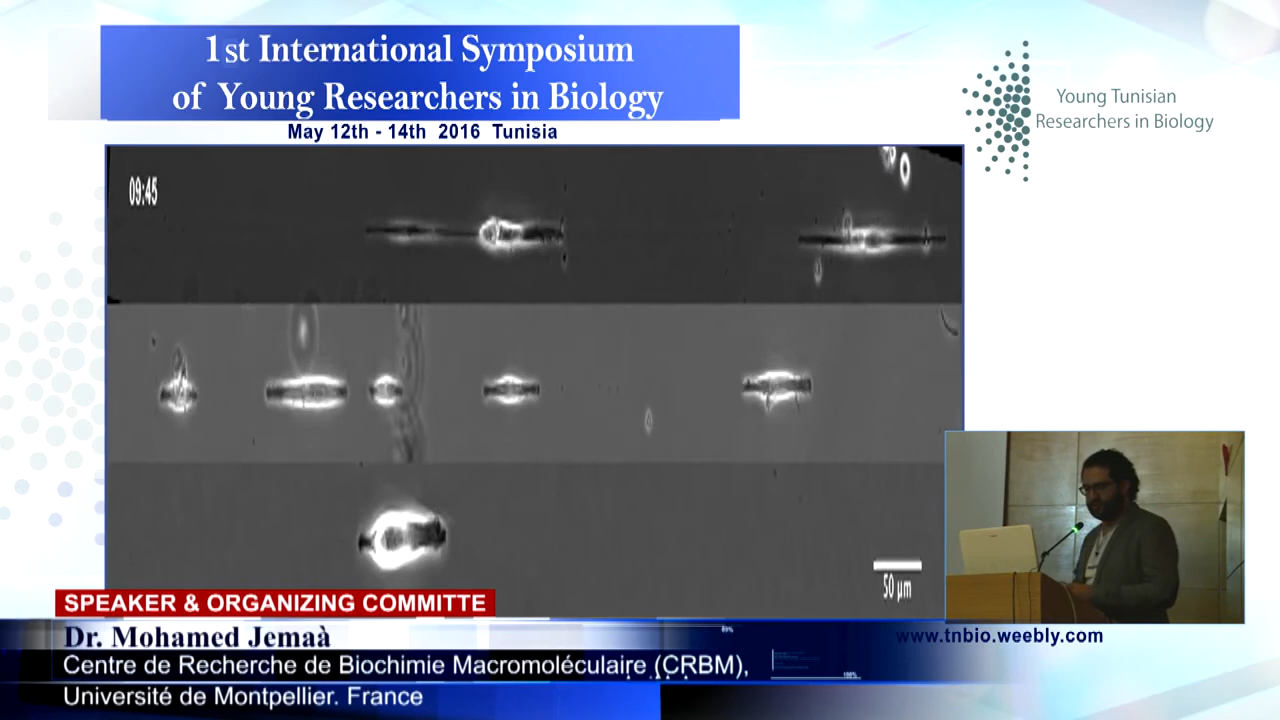 1st International Symposium
of Young Researchers in Biology
May 12th - 14th 2016 Tunisia
Young Tunisian
Researchers in Biology
09:45
50 µm
SPEAKER & ORGANIZING COMMITTE
Dr. Mohamed Jemaà
Centre de Recherche de Biochimie Macromoléculaire (CRBM),
Université de Montpellier. France
www.tnbio.weebly.com